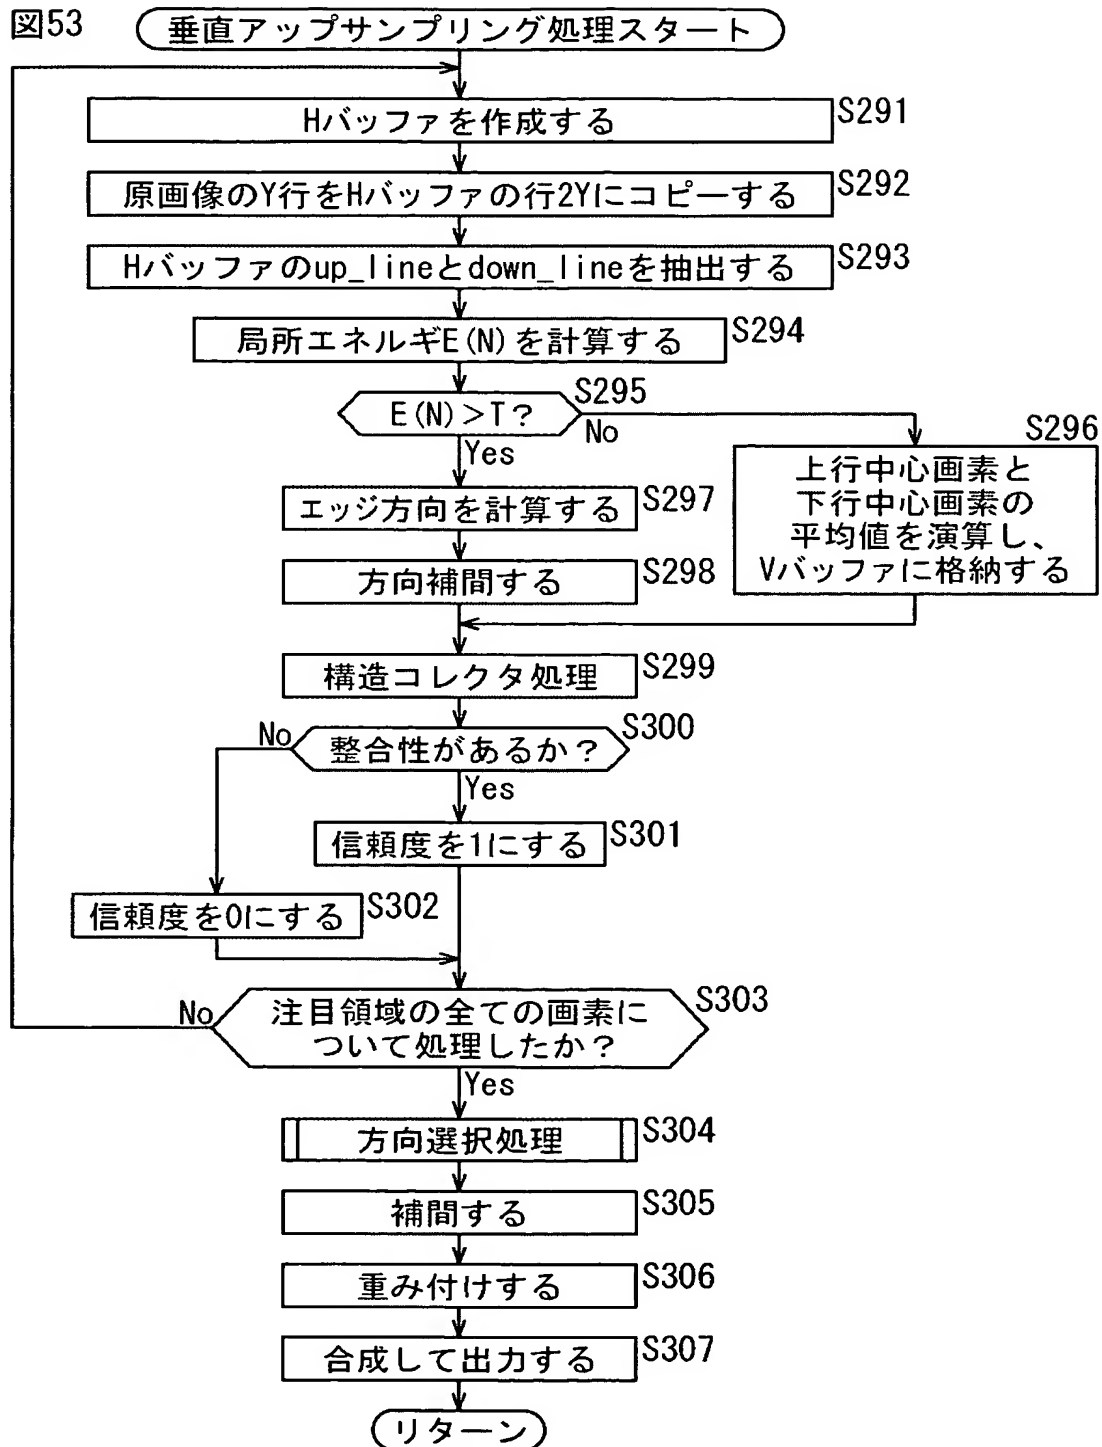 図53
垂直アップサンプリング処理スタート
Hバッファを作成する
S291
原画像のY行をHバッファの行2Yにコピーする
S292
Hバッファのup_lineとdown_lineを抽出する
S293
局所エネルギE(N)を計算する
S294
E(N)>T?
S295
No
Yes
S296
上行中心画素と
下行中心画素の
平均値を演算し、
Vバッファに格納する
エッジ方向を計算する
S297
方向補間する
S298
構造コレクタ処理
S299
整合性があるか?
S300
No
Yes
信頼度を1にする
S301
信頼度を0にする
S302
注目領域の全ての画素に
ついて処理したか?
S303
No
Yes
方向選択処理
S304
補間する
S305
重み付けする
S306
合成して出力する
S307
リターン